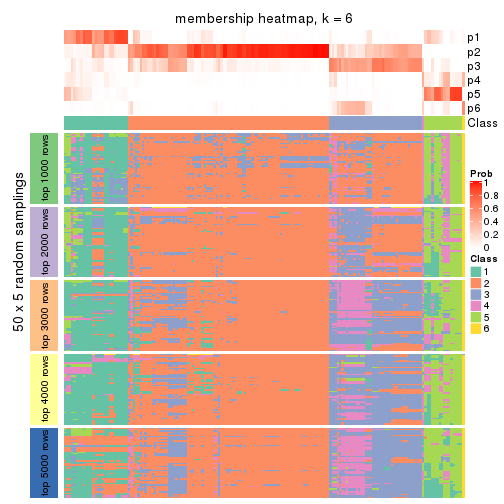 membership heatmap, k = 6
p1
p2
p3
p4
p5
p6
Class
50 x 5 random samplings
top 1000 rows
top 2000 rows
top 3000 rows
top 4000 rows
top 5000 rows
Prob
1
0.8
0.6
0.4
0.2
0
Class
1
2
3
4
5
6